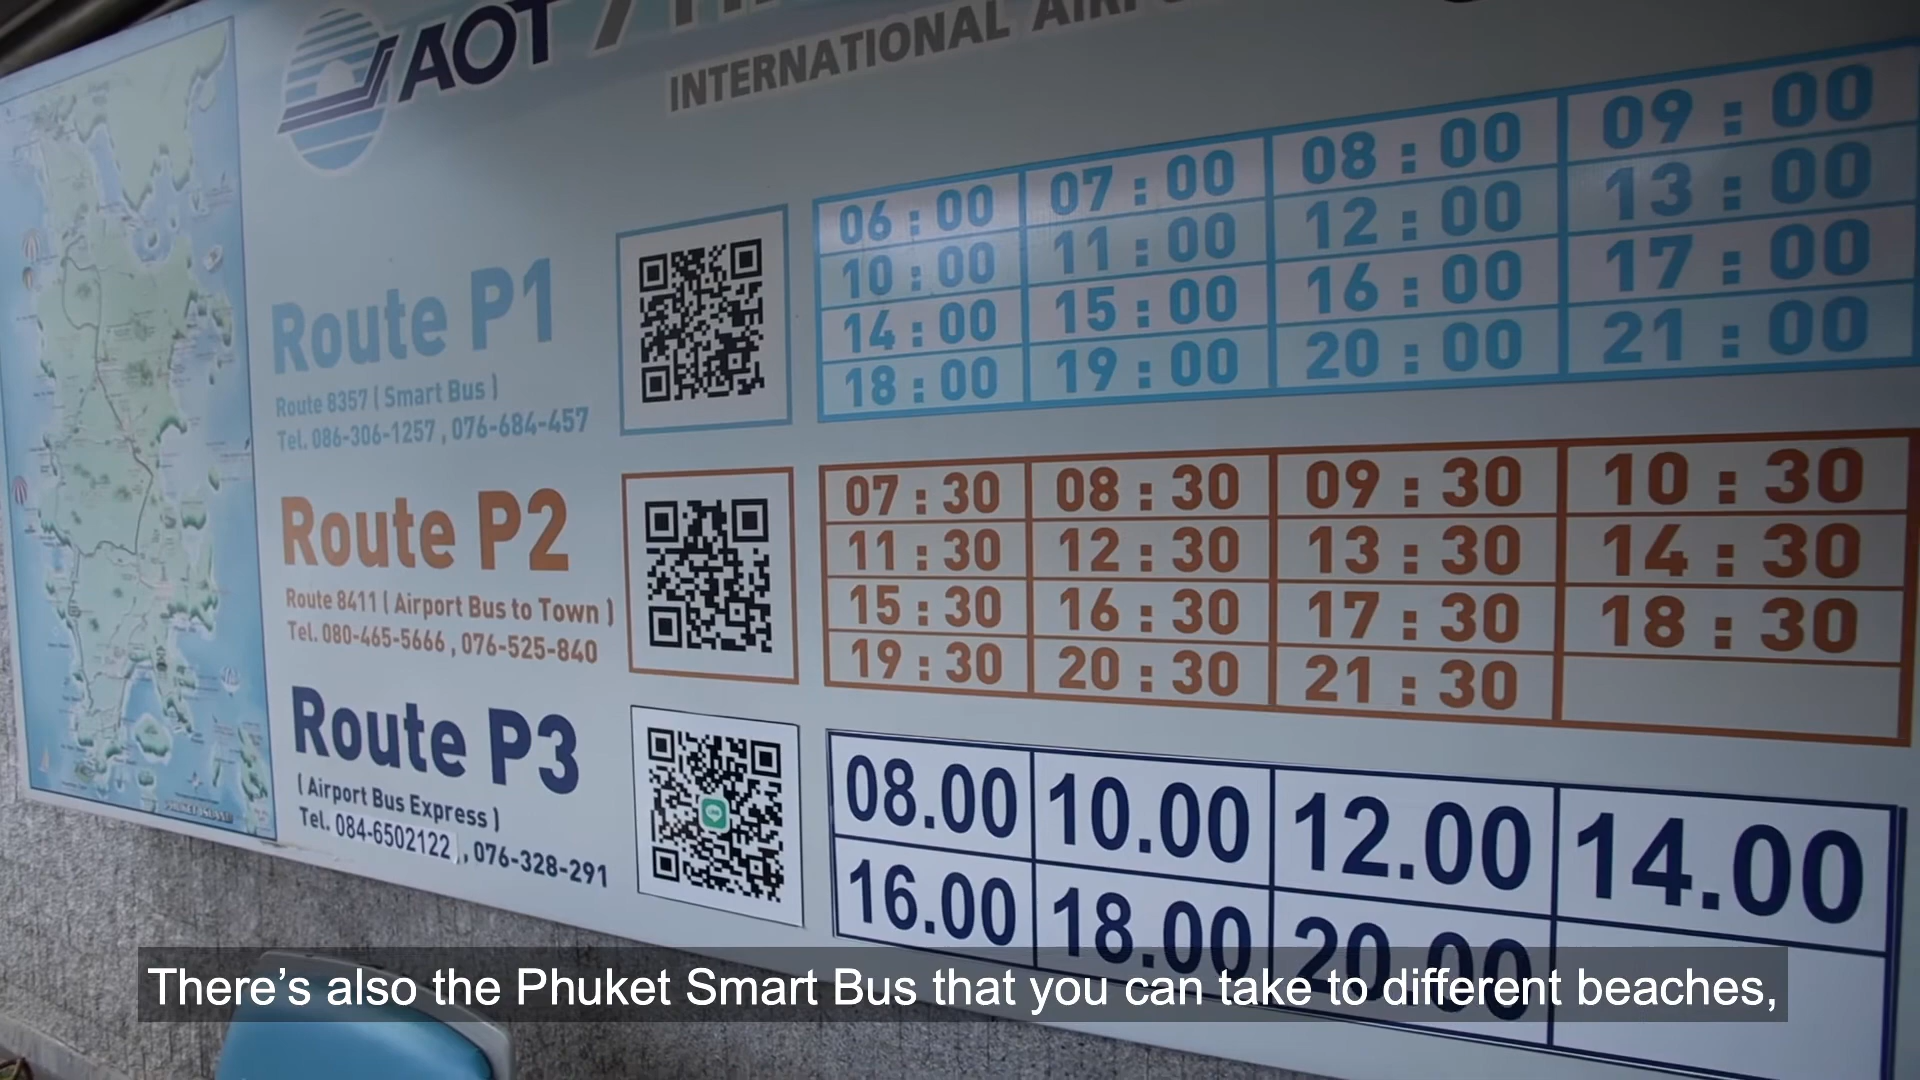 AOT
INTERNATIONAL
Route P1
Route 8357 ( Smart Bus )
Tel. 086-306-1257 , 076-684-457
06 : 00 07 : 00 08 : 00 09 : 00
10 : 00 11 : 00 12 : 00 13 : 00
14 : 00 15 : 00 16 : 00 17 : 00
18 : 00 19 : 00 20 : 00 21 : 00
Route P2
Route 8411 ( Airport Bus to Town )
Tel. 080-465-5666 , 076-525-840
07 : 30 08 : 30 09 : 30 10 : 30
11 : 30 12 : 30 13 : 30 14 : 30
15 : 30 16 : 30 17 : 30 18 : 30
19 : 30 20 : 30 21 : 30
Route P3
( Airport Bus Express )
Tel. 084-6502122 , 076-328-291
08.00 10.00 12.00 14.00
16.00 18.00 20.00
There’s also the Phuket Smart Bus that you can take to different beaches,